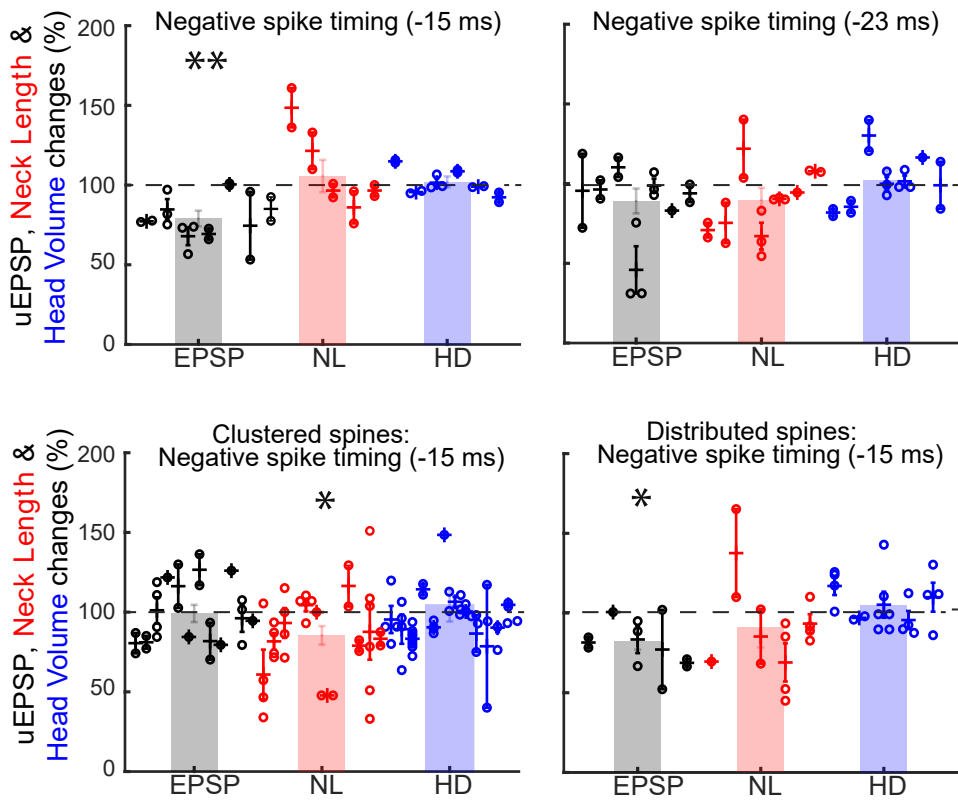 Negative spike timing (-15 ms)
Negative spike timing (-23 ms)
uEPSP, Neck Length &
Head Volume changes (%)
200
150
100
50
0
**
EPSP
NL
HD
EPSP
NL
HD
Clustered spines:
Negative spike timing (-15 ms)
Distributed spines:
Negative spike timing (-15 ms)
uEPSP, Neck Length &
Head Volume changes (%)
200
150
100
50
0
*
*
EPSP
NL
HD
EPSP
NL
HD